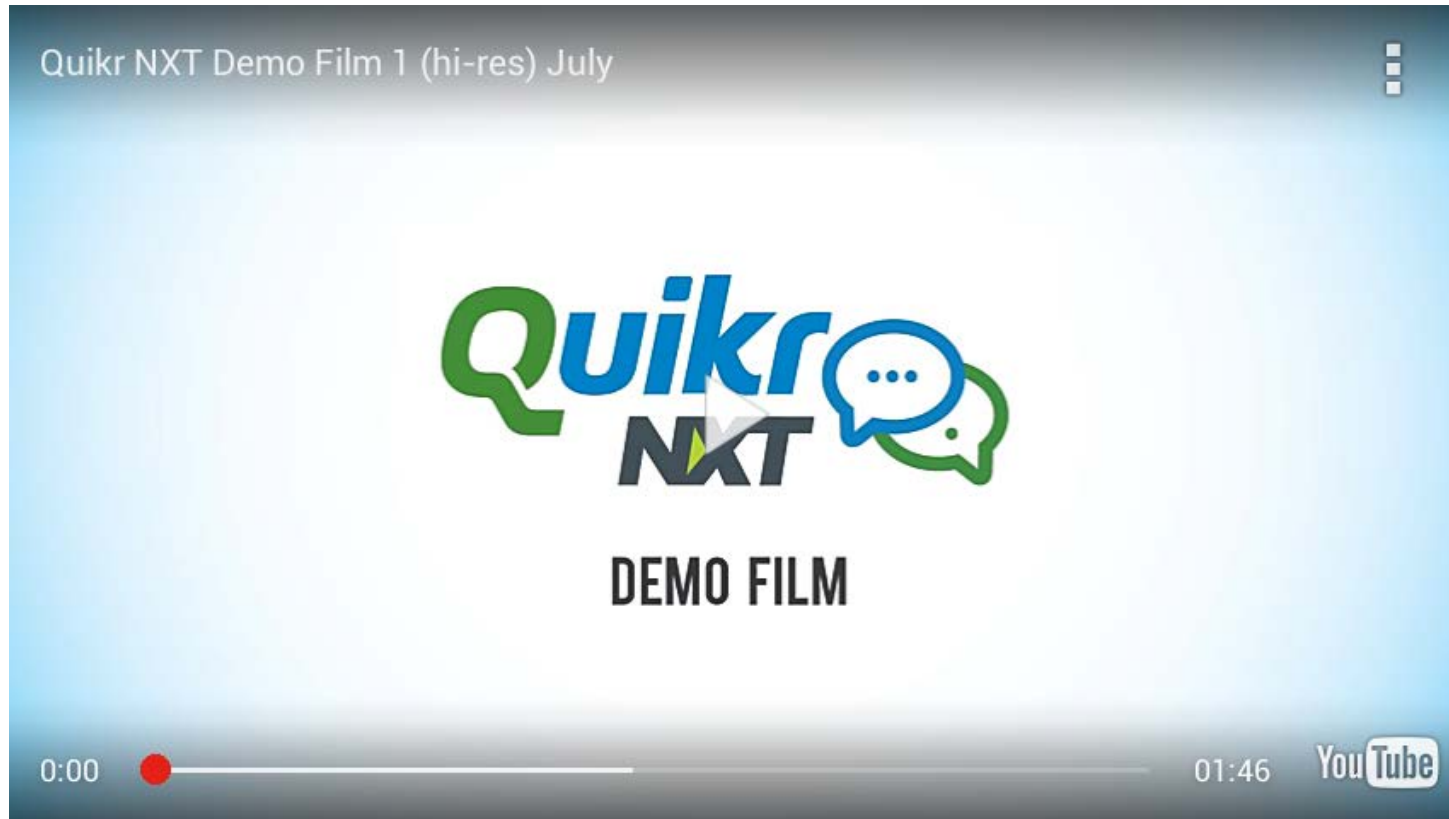 Quikr NXT Demo Film 1 (hi-res) July
Quikr
NXT
DEMO FILM
0:00
01:46
YouTube